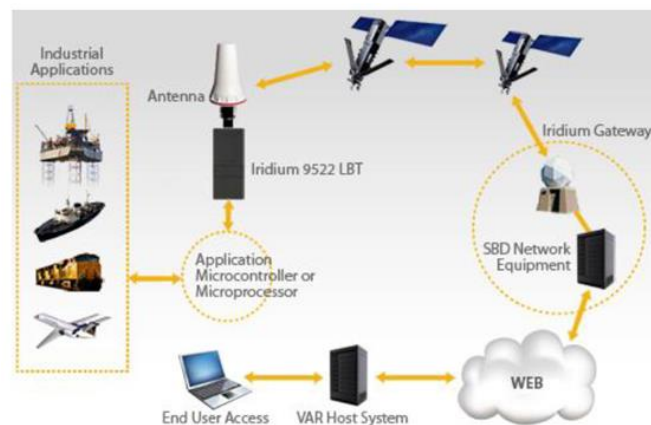 Industrial
Applications
Antenna
Iridium 9522 LBT
Iridium Gateway
SBD Network
Equipment
Application
Microcontroller or
Microprocessor
WEB
End User Access
VAR Host System